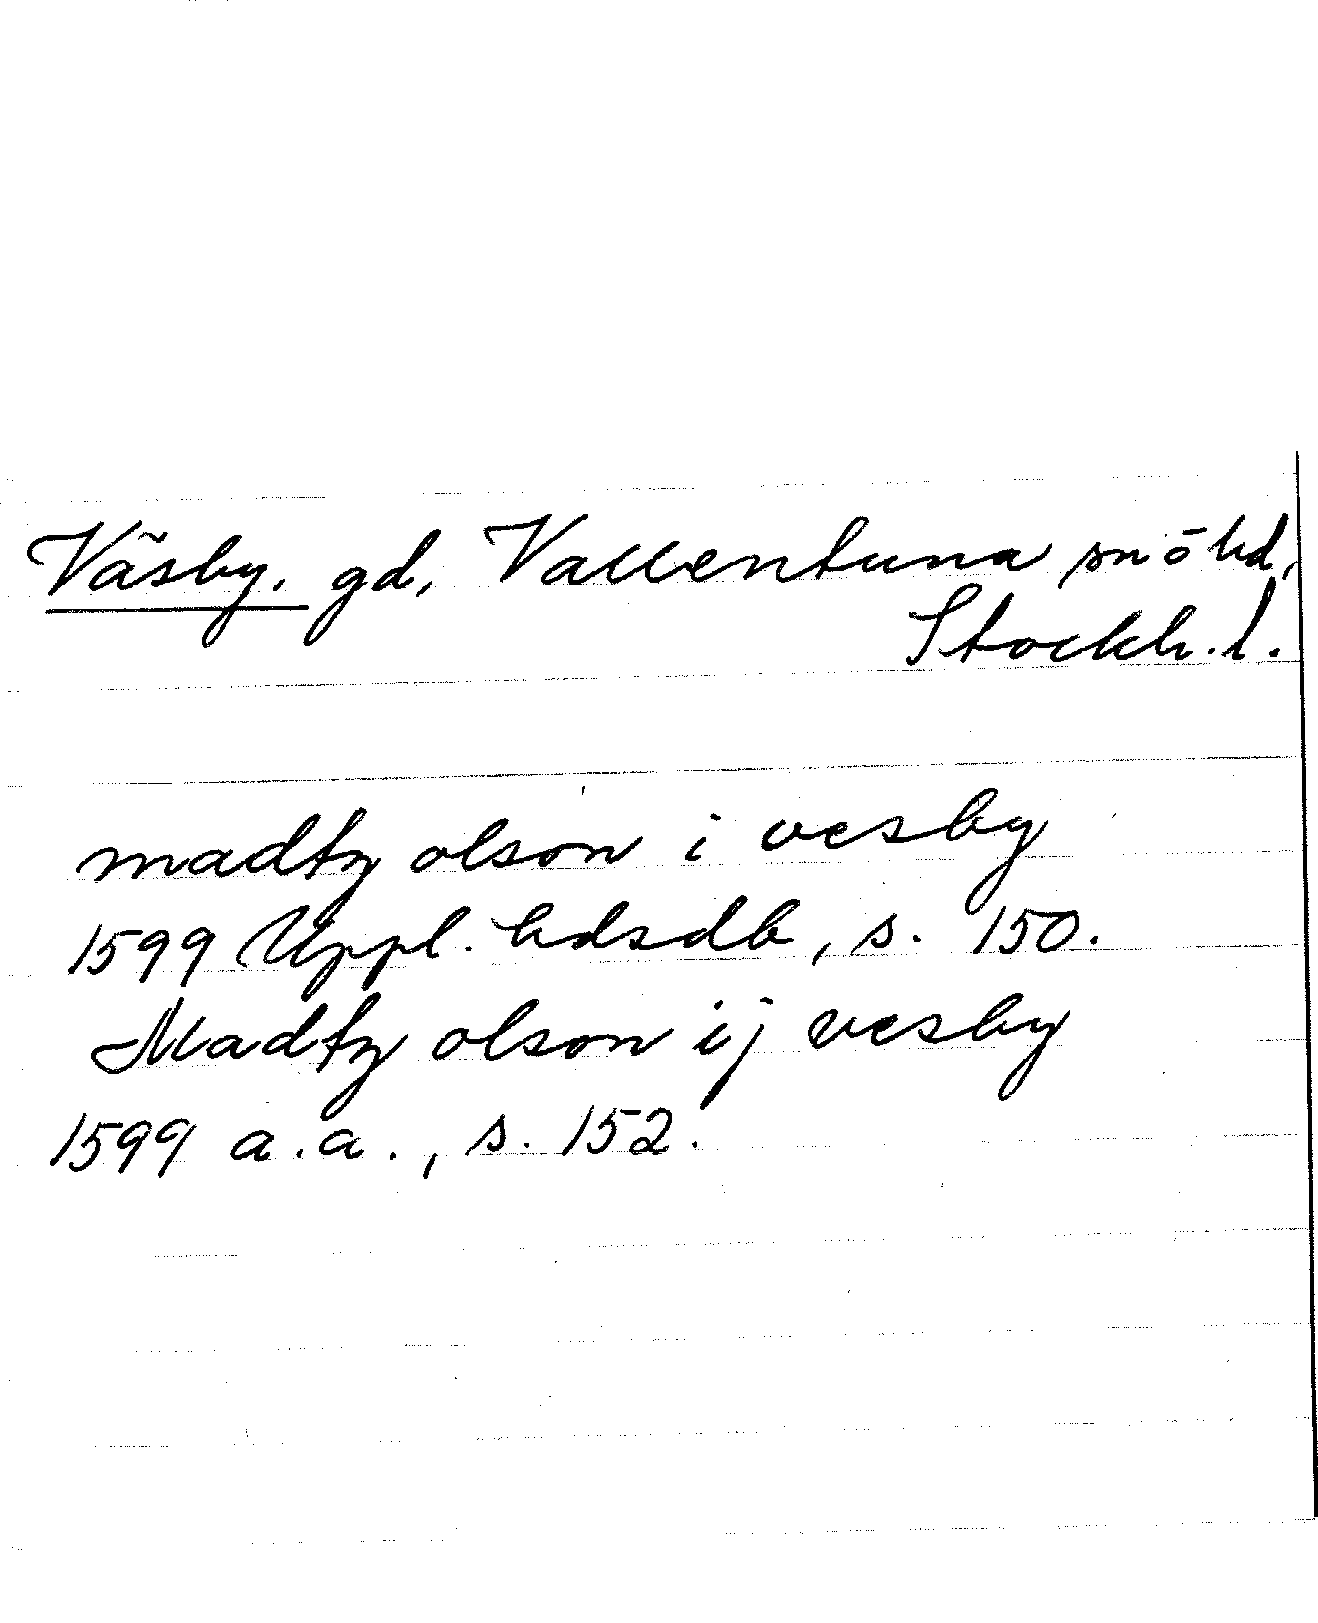 Väsby, gd, Vallentuna sn ö hd,
Stockh. l.
madtz olson i vesby
1599 Uppl. hdsdb, s. 150.
Madtz olson ij vesby
1599 a.a., s. 152.